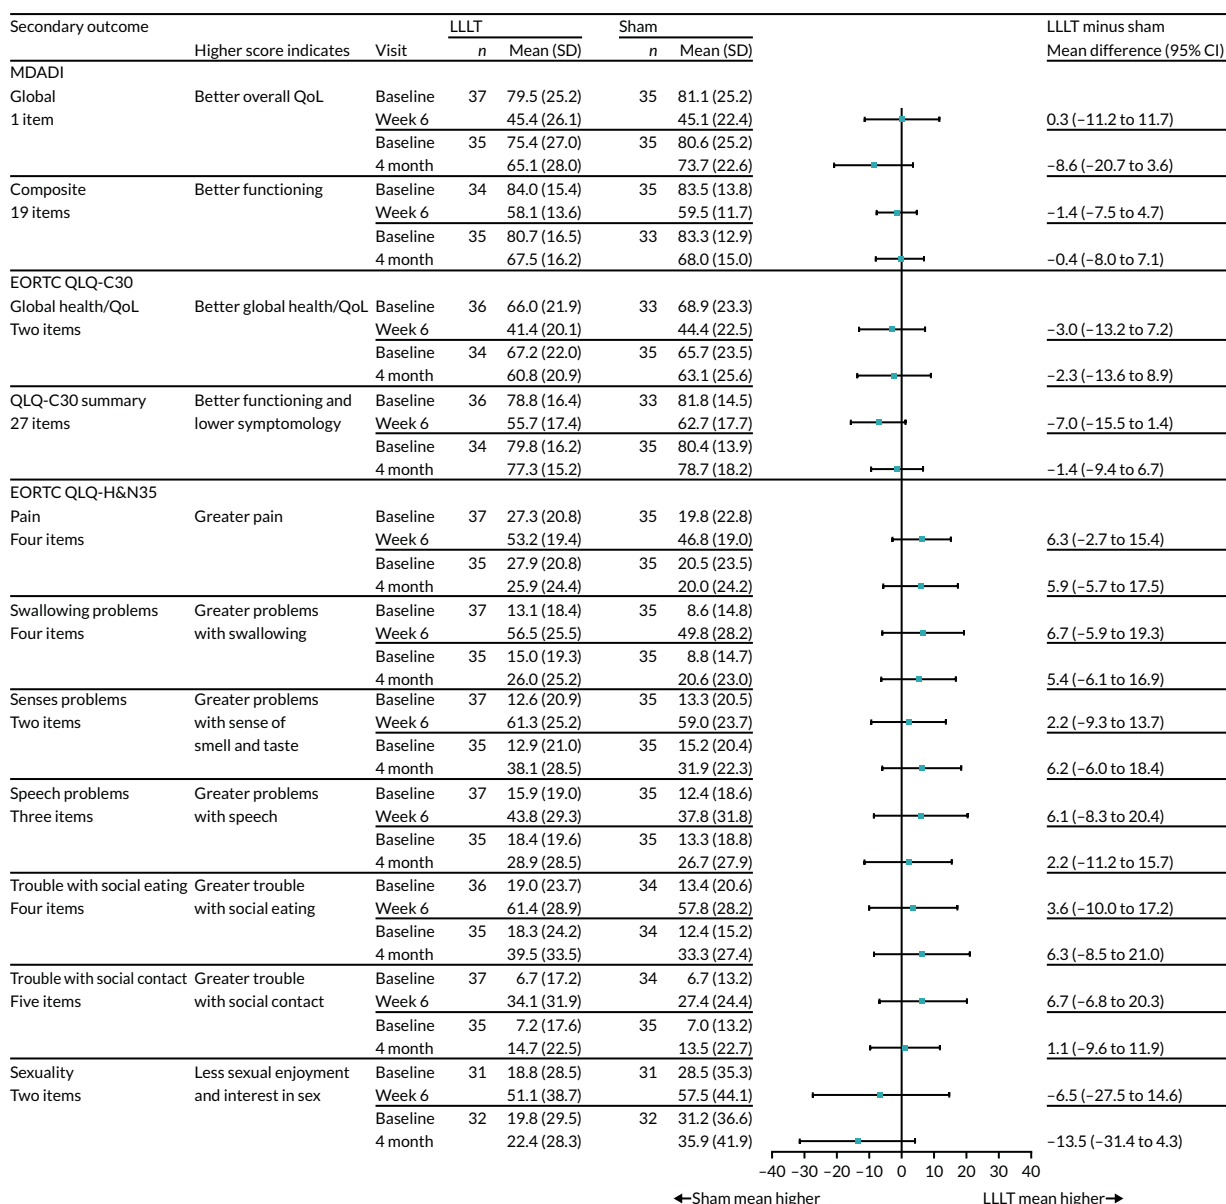 Secondary outcome LLLT Sham LLLT minus sham
Higher score indicates Visit n Mean (SD) n Mean (SD) Mean difference (95% CI)
MDADI
Global Better overall QoL Baseline 37 79.5 (25.2) 35 81.1 (25.2)
1 item Week 6 45.4 (26.1) 45.1 (22.4) 0.3 (–11.2 to 11.7)
Baseline 35 75.4 (27.0) 35 80.6 (25.2)
4 month 65.1 (28.0) 73.7 (22.6) –8.6 (–20.7 to 3.6)
Composite Better functioning Baseline 34 84.0 (15.4) 35 83.5 (13.8)
19 items Week 6 58.1 (13.6) 59.5 (11.7) –1.4 (–7.5 to 4.7)
Baseline 35 80.7 (16.5) 33 83.3 (12.9)
4 month 67.5 (16.2) 68.0 (15.0) –0.4 (–8.0 to 7.1)
EORTC QLQ-C30
Global health/QoL Better global health/QoL Baseline 36 66.0 (21.9) 33 68.9 (23.3)
Two items Week 6 41.4 (20.1) 44.4 (22.5) –3.0 (–13.2 to 7.2)
Baseline 34 67.2 (22.0) 35 65.7 (23.5)
4 month 60.8 (20.9) 63.1 (25.6) –2.3 (–13.6 to 8.9)
QLQ-C30 summary Better functioning and Baseline 36 78.8 (16.4) 33 81.8 (14.5)
27 items lower symptomology Week 6 55.7 (17.4) 62.7 (17.7) –7.0 (–15.5 to 1.4)
Baseline 34 79.8 (16.2) 35 80.4 (13.9)
4 month 77.3 (15.2) 78.7 (18.2) –1.4 (–9.4 to 6.7)
EORTC QLQ-H&N35
Pain Greater pain Baseline 37 27.3 (20.8) 35 19.8 (22.8)
Four items Week 6 53.2 (19.4) 46.8 (19.0) 6.3 (–2.7 to 15.4)
Baseline 35 27.9 (20.8) 35 20.5 (23.5)
4 month 25.9 (24.4) 20.0 (24.2) 5.9 (–5.7 to 17.5)
Swallowing problems Greater problems Baseline 37 13.1 (18.4) 35 8.6 (14.8)
Four items with swallowing Week 6 56.5 (25.5) 49.8 (28.2) 6.7 (–5.9 to 19.3)
Baseline 35 15.0 (19.3) 35 8.8 (14.7)
4 month 26.0 (25.2) 20.6 (23.0) 5.4 (–6.1 to 16.9)
Senses problems Greater problems Baseline 37 12.6 (20.9) 35 13.3 (20.5)
Two items with sense of Week 6 61.3 (25.2) 59.0 (23.7) 2.2 (–9.3 to 13.7)
smell and taste Baseline 35 12.9 (21.0) 35 15.2 (20.4)
4 month 38.1 (28.5) 31.9 (22.3) 6.2 (–6.0 to 18.4)
Speech problems Greater problems Baseline 37 15.9 (19.0) 35 12.4 (18.6)
Three items with speech Week 6 43.8 (29.3) 37.8 (31.8) 6.1 (–8.3 to 20.4)
Baseline 35 18.4 (19.6) 35 13.3 (18.8)
4 month 28.9 (28.5) 26.7 (27.9) 2.2 (–11.2 to 15.7)
Trouble with social eating Greater trouble Baseline 36 19.0 (23.7) 34 13.4 (20.6)
Four items with social eating Week 6 61.4 (28.9) 57.8 (28.2) 3.6 (–10.0 to 17.2)
Baseline 35 18.3 (24.2) 34 12.4 (15.2)
4 month 39.5 (33.5) 33.3 (27.4) 6.3 (–8.5 to 21.0)
Trouble with social contact Greater trouble Baseline 37 6.7 (17.2) 34 6.7 (13.2)
Five items with social contact Week 6 34.1 (31.9) 27.4 (24.4) 6.7 (–6.8 to 20.3)
Baseline 35 7.2 (17.6) 35 7.0 (13.2)
4 month 14.7 (22.5) 13.5 (22.7) 1.1 (–9.6 to 11.9)
Sexuality Less sexual enjoyment Baseline 31 18.8 (28.5) 31 28.5 (35.3)
Two items and interest in sex Week 6 51.1 (38.7) 57.5 (44.1) –6.5 (–27.5 to 14.6)
Baseline 32 19.8 (29.5) 32 31.2 (36.6)
4 month 22.4 (28.3) 35.9 (41.9) –13.5 (–31.4 to 4.3)
–40 –30 –20 –10 0 10 20 30 40
←Sham mean higher LLLT mean higher→